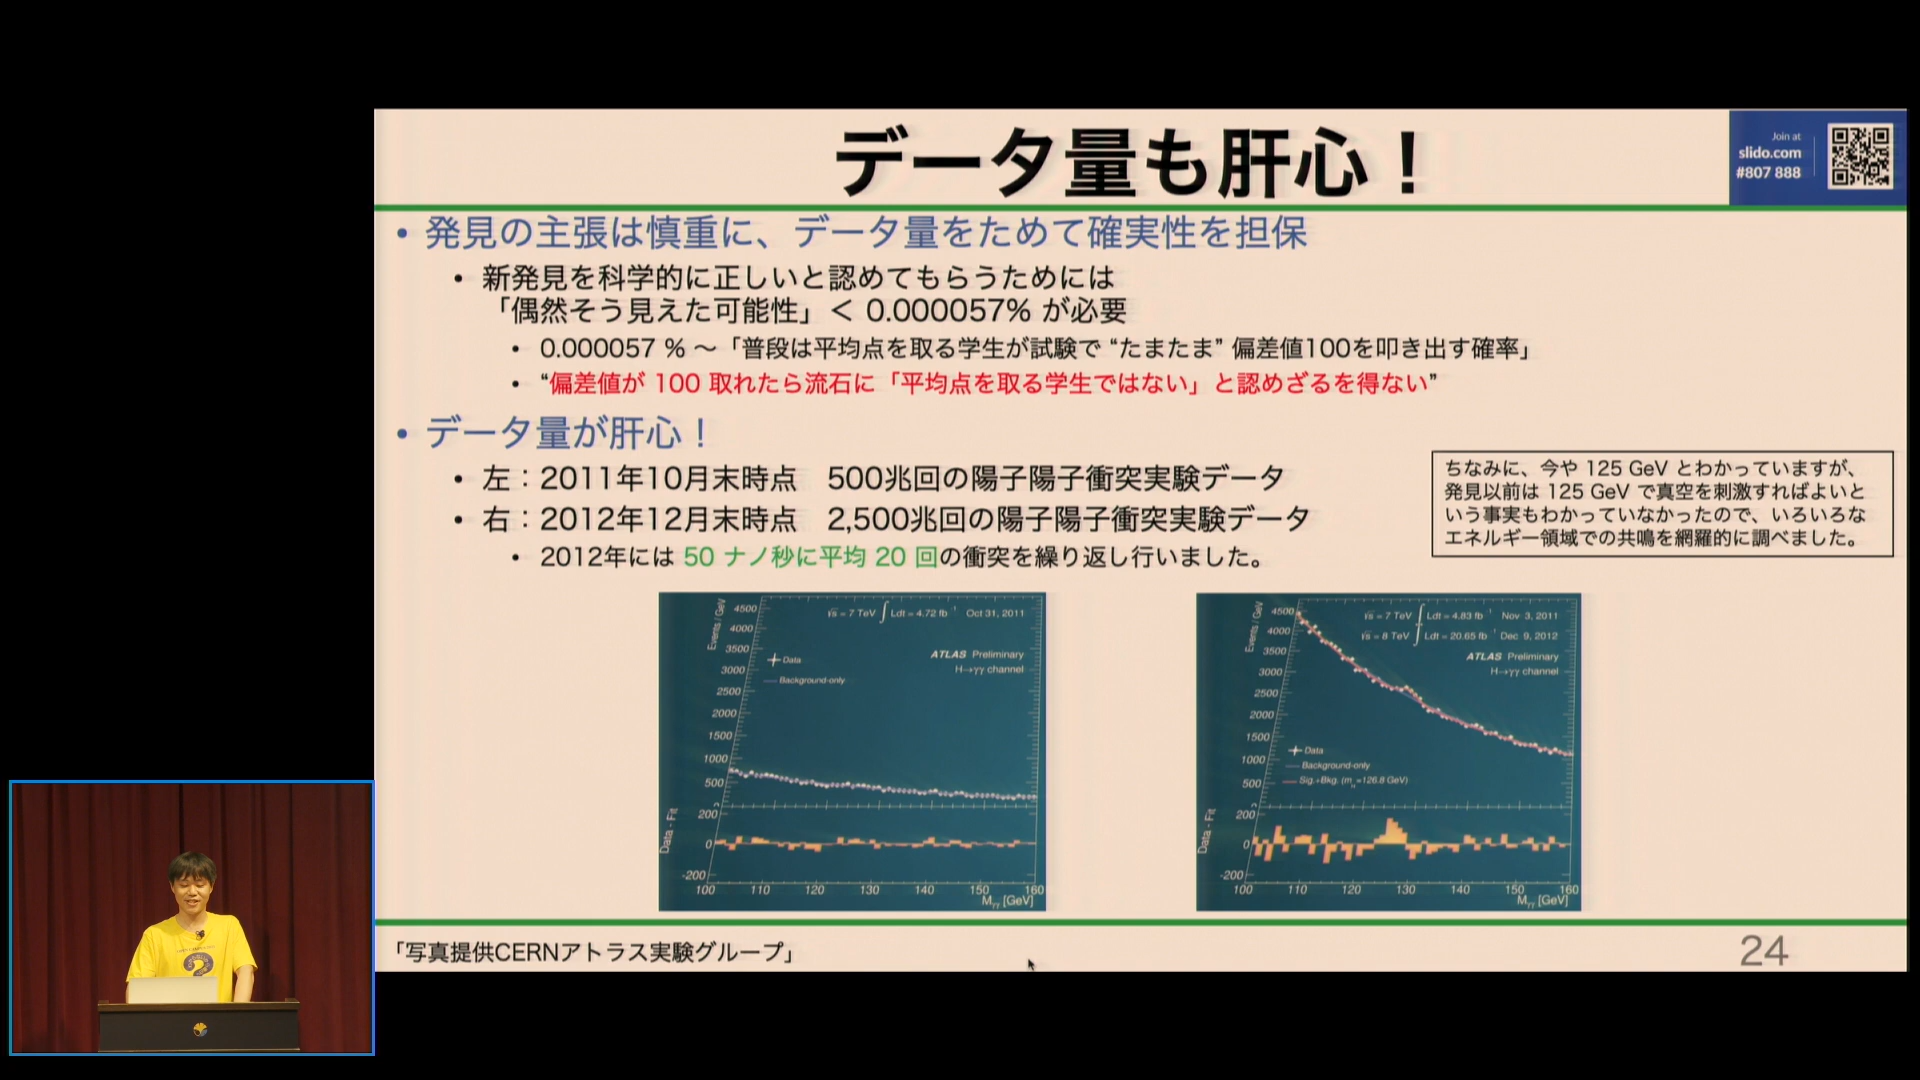 データ量も肝心！
Join at
slido.com
#807 888
• 発見の主張は慎重に、データ量をためて確実性を担保
• 新発見を科学的に正しいと認めてもらうためには
「偶然そう見えた可能性」< 0.000057% が必要
• 0.000057 % ～「普段は平均点を取る学生が試験で “たまたま” 偏差値100を叩き出す確率」
• “偏差値が 100 取れたら流石に「平均点を取る学生ではない」と認めざるを得ない”
• データ量が肝心！
• 左：2011年10月末時点　500兆回の陽子陽子衝突実験データ
• 右：2012年12月末時点　2,500兆回の陽子陽子衝突実験データ
• 2012年には 50 ナノ秒に平均 20 回の衝突を繰り返し行いました。
ちなみに、今や 125 GeV とわかっていますが、
発見以前は 125 GeV で真空を刺激すればよいと
いう事実もわかっていなかったので、いろいろな
エネルギー領域での共鳴を網羅的に調べました。
Events / GeV
4500
4000
3500
3000
2500
2000
1500
1000
500
√s = 7 TeV ∫ Ldt = 4.72 fb⁻¹ Oct 31, 2011
ATLAS Preliminary
H→γγ channel
Data
Background-only
Data - Fit
200
0
-200
100 110 120 130 140 150 160
Mγγ [GeV]
Events / GeV
4500
4000
3500
3000
2500
2000
1500
1000
500
√s = 7 TeV ∫ Ldt = 4.83 fb⁻¹ Nov 3, 2011
√s = 8 TeV ∫ Ldt = 20.65 fb⁻¹ Dec 9, 2012
ATLAS Preliminary
H→γγ channel
Data
Background-only
Sig.+Bkg. (mH=126.8 GeV)
Data - Fit
200
0
-200
100 110 120 130 140 150 160
Mγγ [GeV]
「写真提供CERNアトラス実験グループ」
24